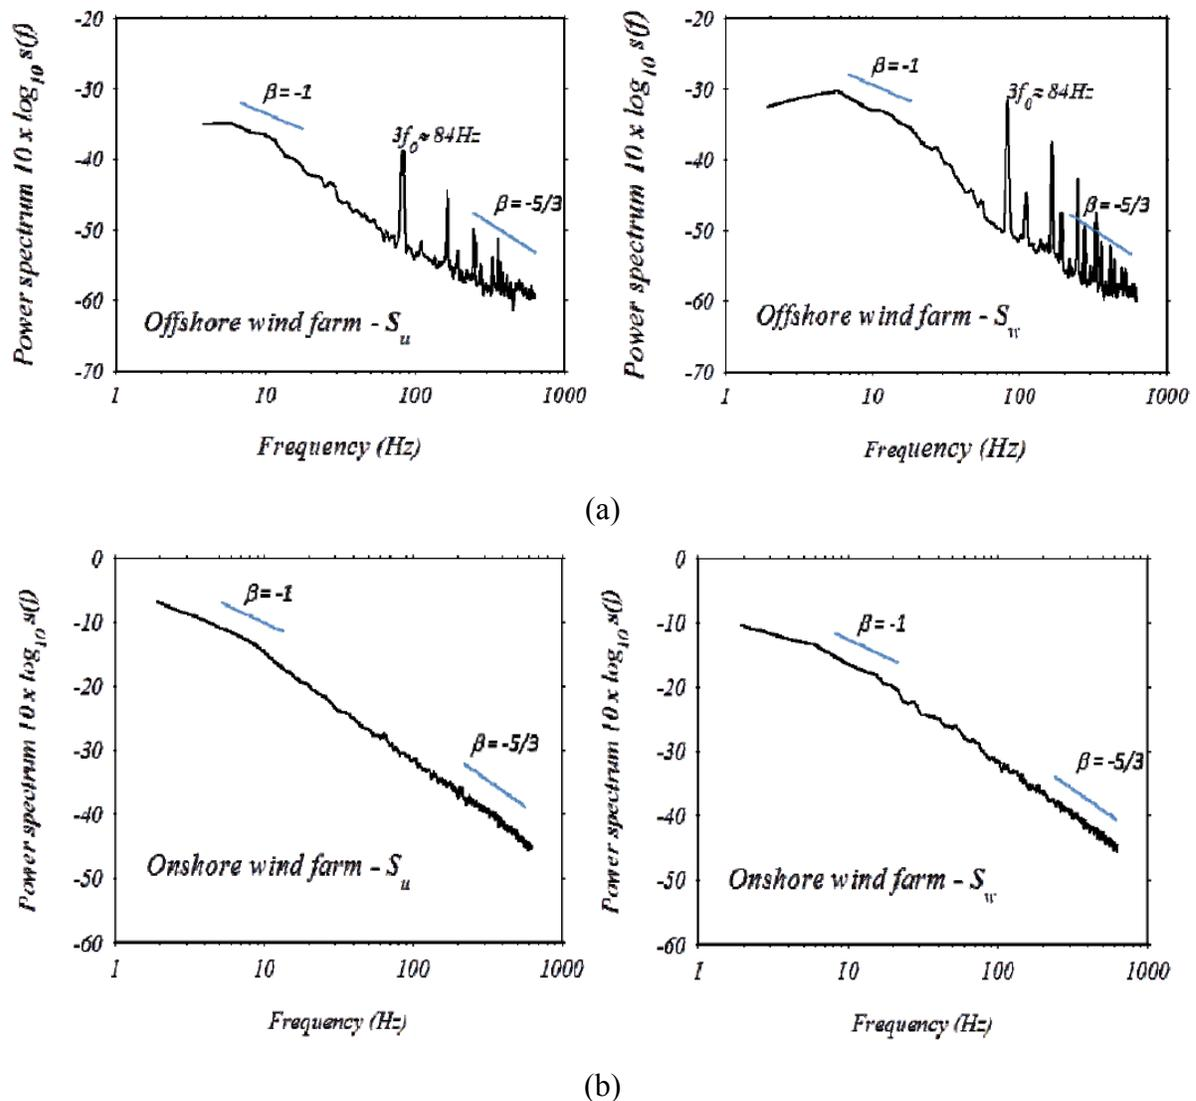 Power spectrum 10 x log10 s(f)
-20
-30
-40
-50
-60
-70
β = -1
3f0 ≈ 84Hz
β = -5/3
Offshore wind farm - Su
1 10 100 1000
Frequency (Hz)
Power spectrum 10 x log10 s(f)
-20
-30
-40
-50
-60
-70
β = -1
3f0 ≈ 84Hz
β = -5/3
Offshore wind farm - Sw
1 10 100 1000
Frequency (Hz)
(a)
Power spectrum 10 x log10 s(f)
0
-10
-20
-30
-40
-50
-60
β = -1
β = -5/3
Onshore wind farm - Su
1 10 100 1000
Frequency (Hz)
Power spectrum 10 x log10 s(f)
0
-10
-20
-30
-40
-50
-60
β = -1
β = -5/3
Onshore wind farm - Sw
1 10 100 1000
Frequency (Hz)
(b)